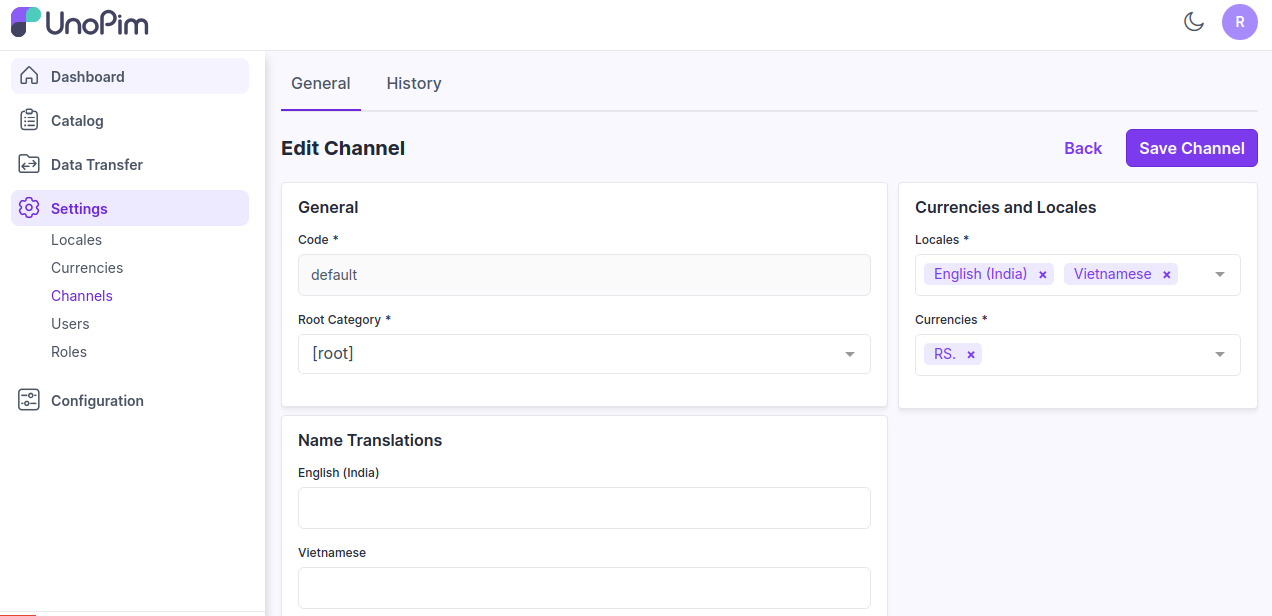 UnoPim
R
Dashboard
Catalog
Data Transfer
Settings
Locales
Currencies
Channels
Users
Roles
Configuration
General
History
Edit Channel
Back
Save Channel
General
Code *
default
Root Category *
[root]
Name Translations
English (India)
Vietnamese
Currencies and Locales
Locales *
English (India) × Vietnamese ×
Currencies *
RS. ×